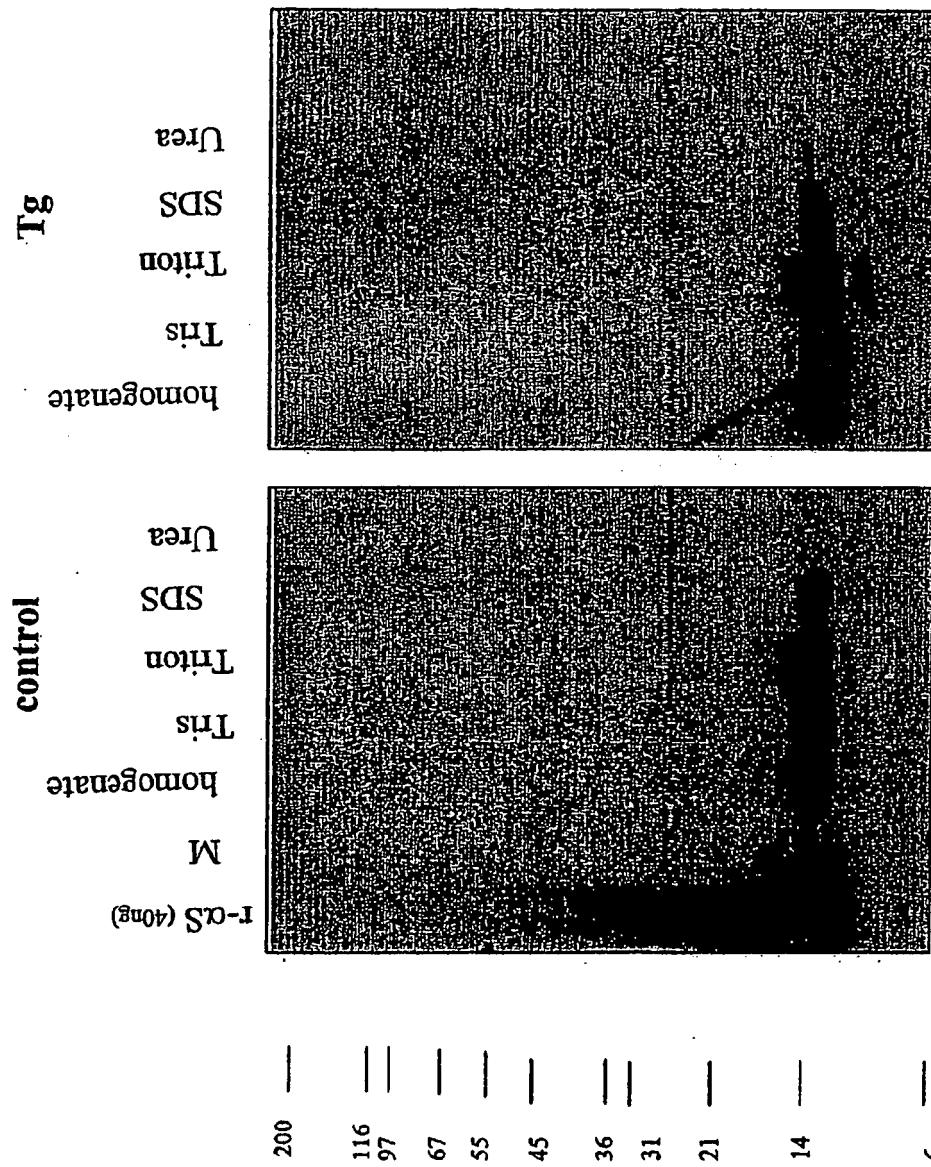 control
r-αS (40ng)
M
homogenate
Tris
Triton
SDS
Urea
Tg
homogenate
Tris
Triton
SDS
Urea
200
116
97
67
55
45
36
31
21
14